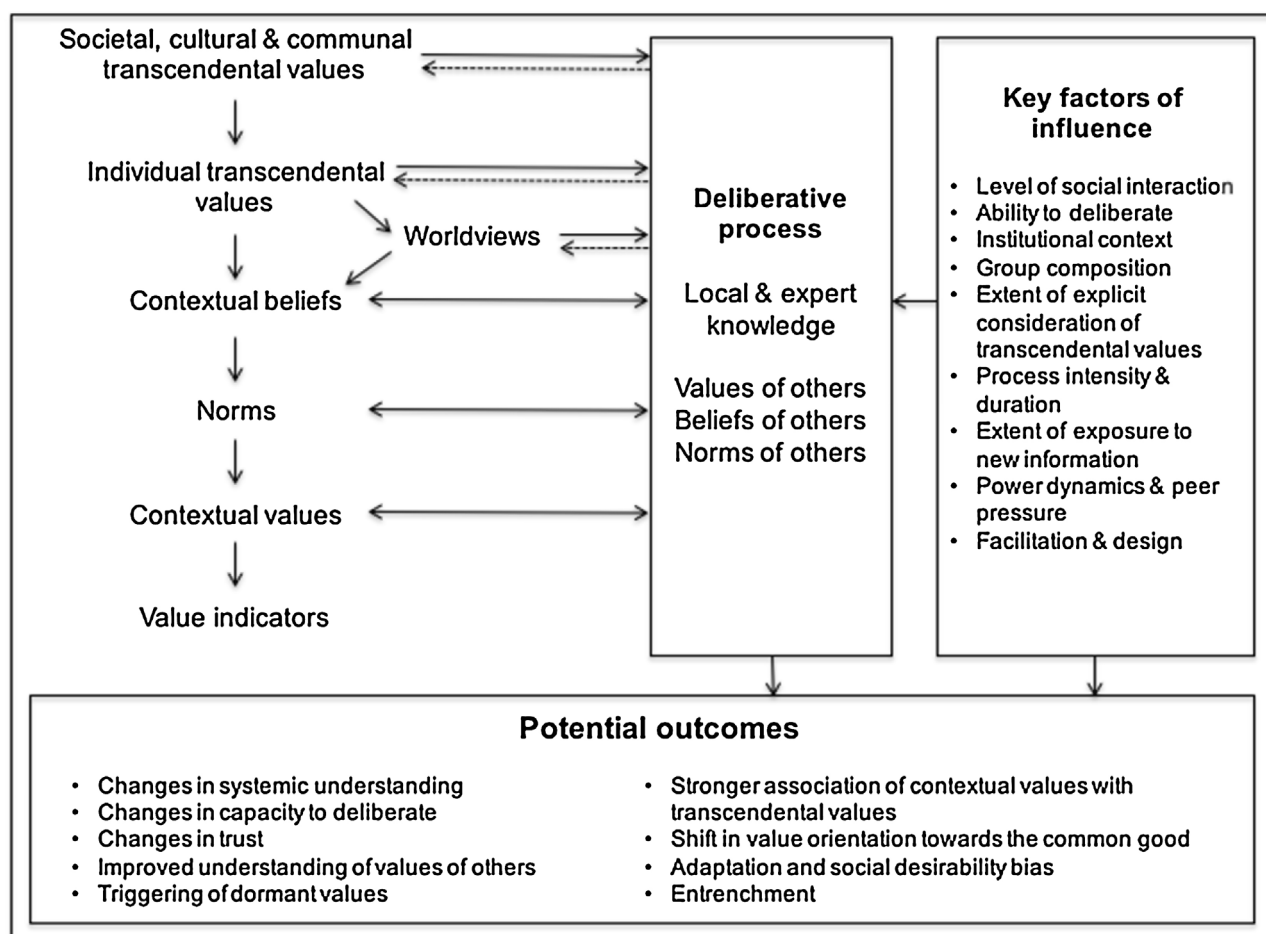 Societal, cultural & communal
transcendental values
Individual transcendental
values
Worldviews
Contextual beliefs
Norms
Contextual values
Value indicators
Deliberative
process
Local & expert
knowledge
Values of others
Beliefs of others
Norms of others
Key factors of
influence
• Level of social interaction
• Ability to deliberate
• Institutional context
• Group composition
• Extent of explicit
consideration of
transcendental values
• Process intensity &
duration
• Extent of exposure to
new information
• Power dynamics & peer
pressure
• Facilitation & design
Potential outcomes
• Changes in systemic understanding
• Changes in capacity to deliberate
• Changes in trust
• Improved understanding of values of others
• Triggering of dormant values
• Stronger association of contextual values with
transcendental values
• Shift in value orientation towards the common good
• Adaptation and social desirability bias
• Entrenchment